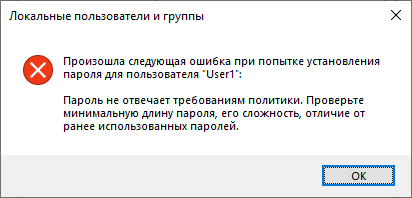 Локальные пользователи и группы
Произошла следующая ошибка при попытке установления
пароля для пользователя "User1":
Пароль не отвечает требованиям политики. Проверьте
минимальную длину пароля, его сложность, отличие от
ранее использованных паролей.
ОК